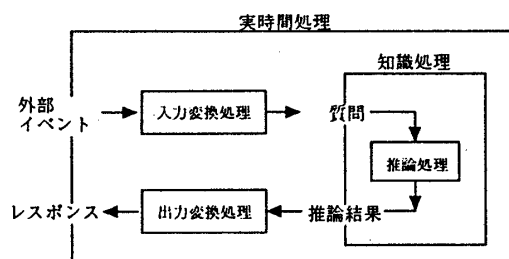 実時間処理
知識処理
外部
イベント
入力変換処理
質問
推論処理
レスポンス
出力変換処理
推論結果